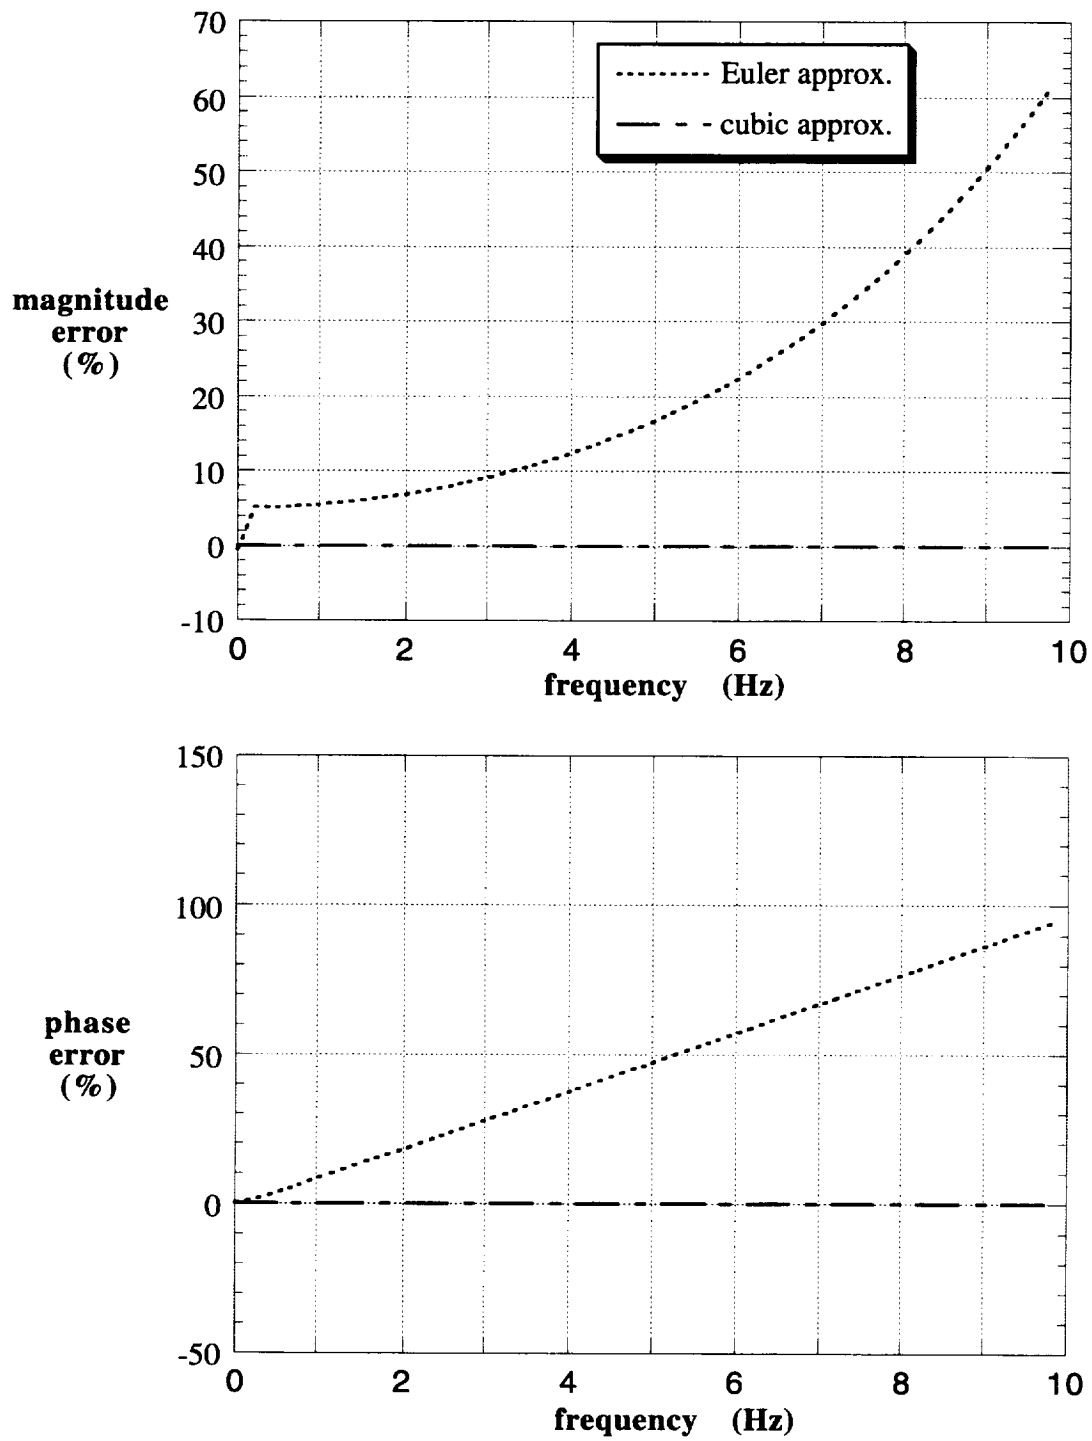 70
60
50
40
30
20
10
0
-10
Euler approx.
cubic approx.
magnitude
error
(%)
0 2 4 6 8 10
frequency (Hz)
150
100
50
0
-50
phase
error
(%)
0 2 4 6 8 10
frequency (Hz)